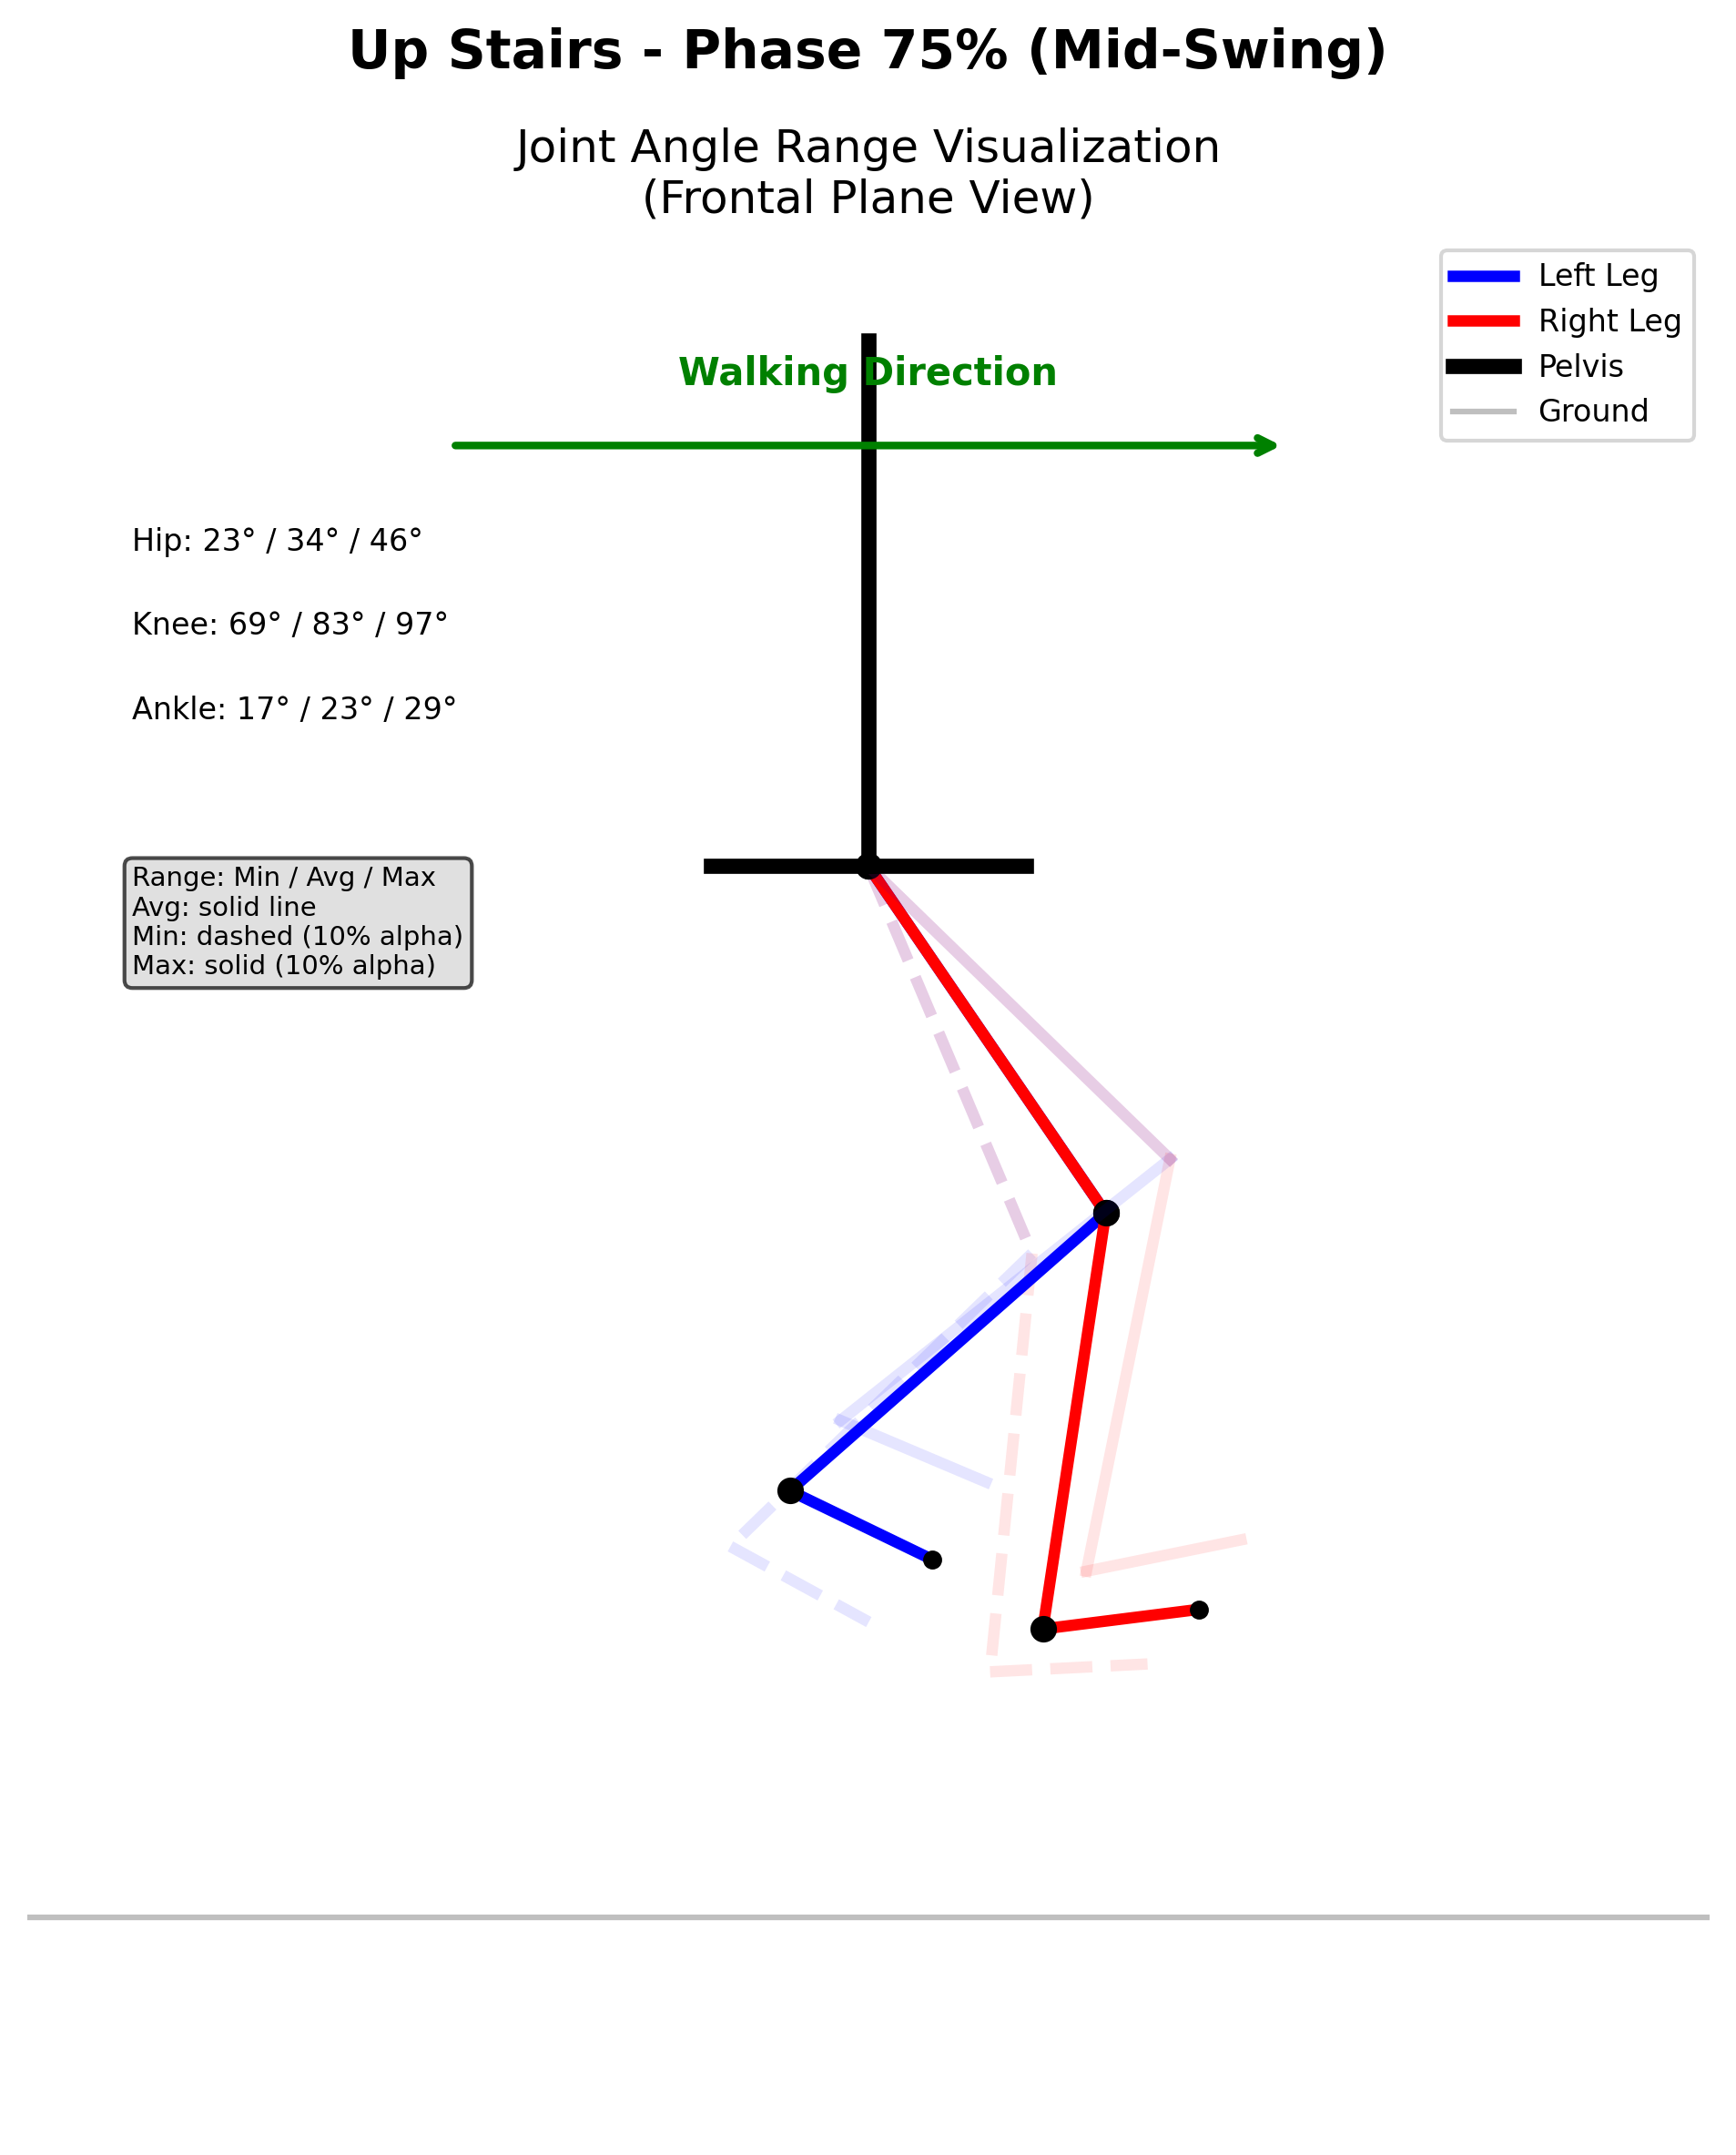 Up Stairs - Phase 75% (Mid-Swing)
Joint Angle Range Visualization
(Frontal Plane View)
Left Leg
Right Leg
Pelvis
Ground
Walking Direction
Hip: 23° / 34° / 46°
Knee: 69° / 83° / 97°
Ankle: 17° / 23° / 29°
Range: Min / Avg / Max
Avg: solid line
Min: dashed (10% alpha)
Max: solid (10% alpha)